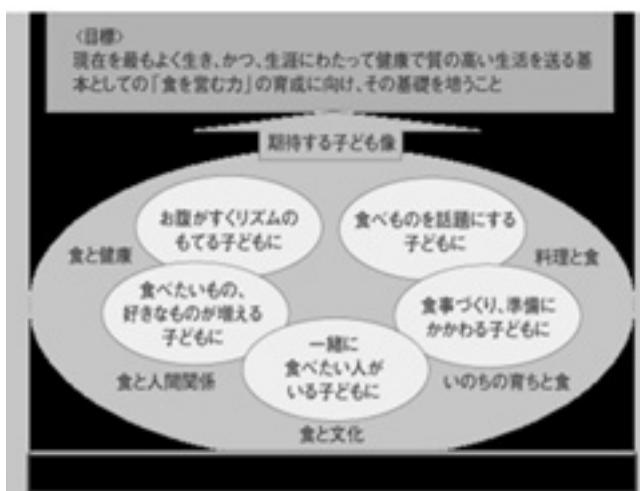 〈目標〉
現在を最もよく生き、かつ、生涯にわたって健康で質の高い生活を送る基
本としての「食を営む力」の育成に向け、その基礎を培うこと
期待する子ども像
お腹がすくリズムの
もてる子どもに
食べものを話題にする
子どもに
食と健康
料理と食
食べたいもの、
好きなものが増える
子どもに
食事づくり、準備に
かかわる子どもに
一緒に
食べたい人が
いる子どもに
食と人間関係
いのちの育ちと食
食と文化